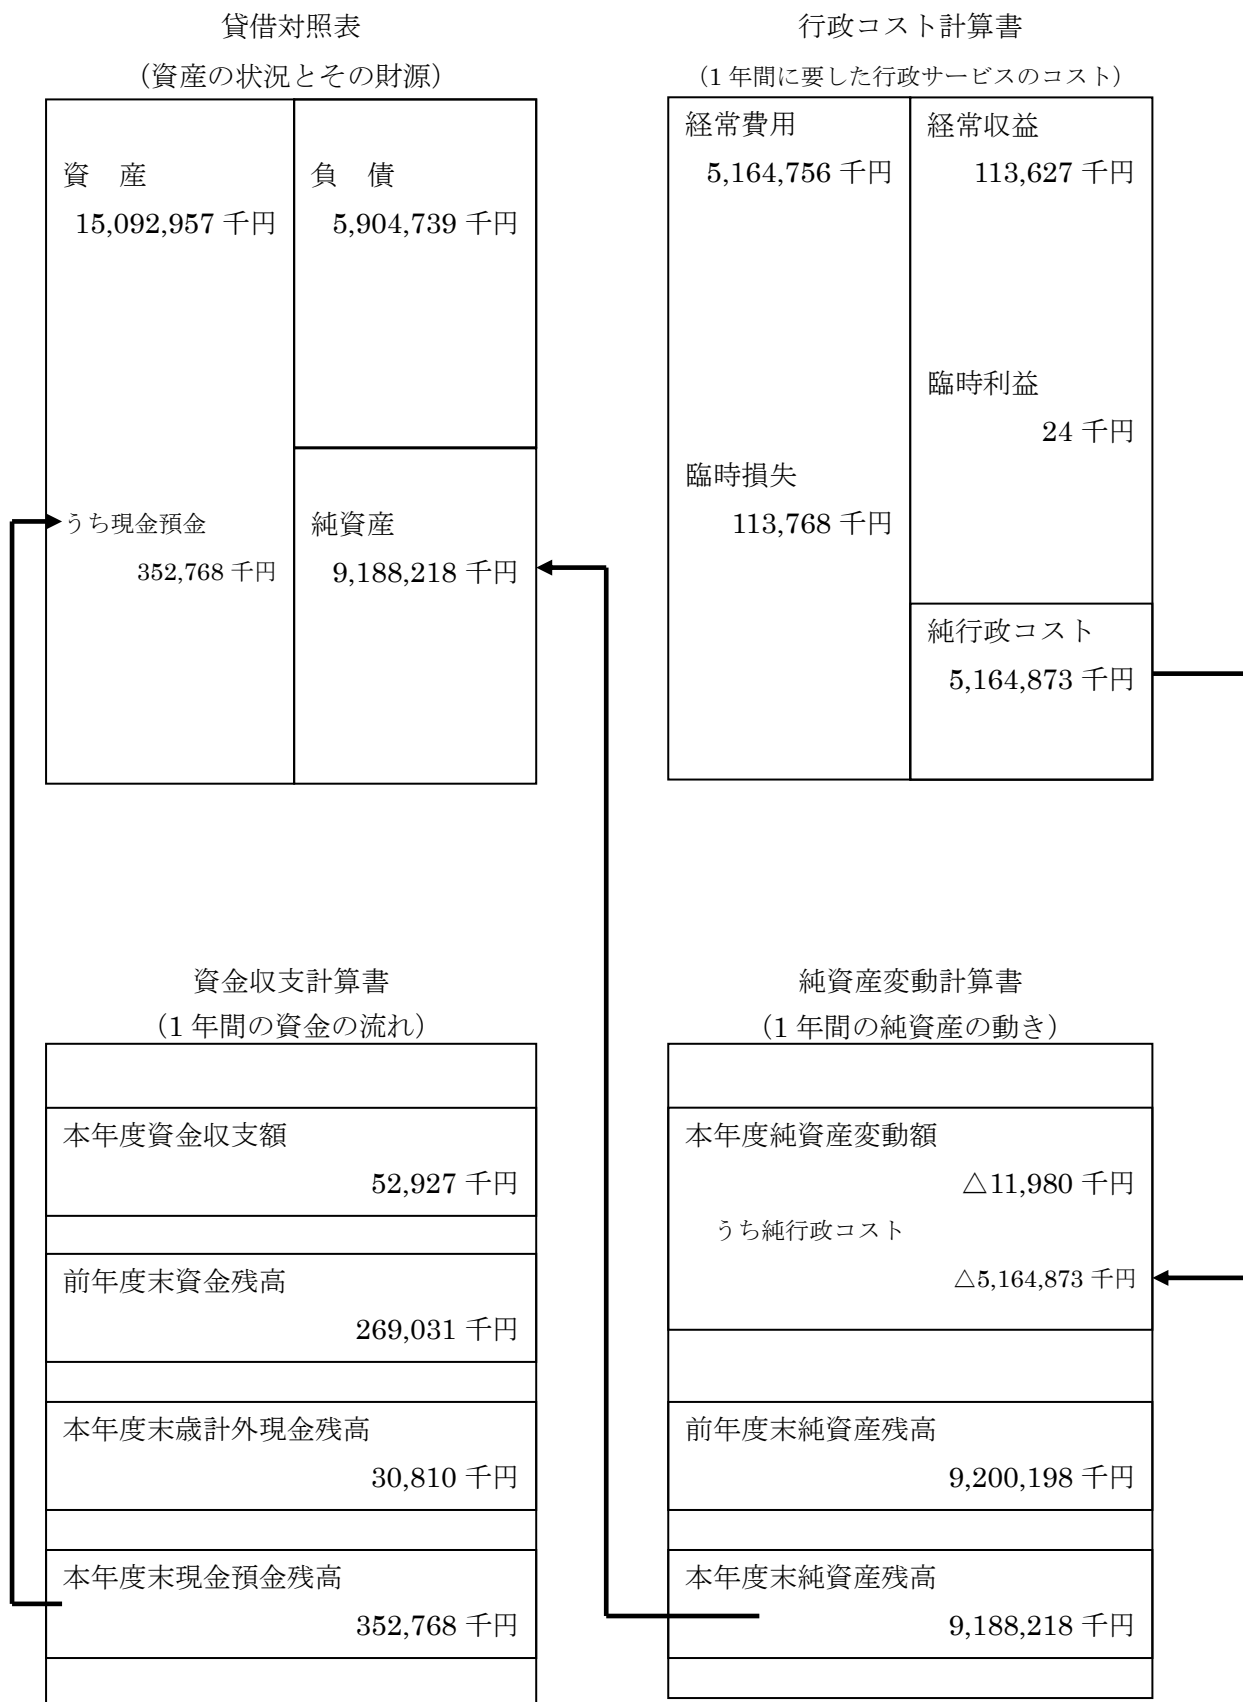 貸借対照表
（資産の状況とその財源）
資　産
15,092,957 千円
うち現金預金
352,768 千円
負　債
5,904,739 千円
純資産
9,188,218 千円
行政コスト計算書
（1 年間に要した行政サービスのコスト）
経常費用
5,164,756 千円
臨時損失
113,768 千円
経常収益
113,627 千円
臨時利益
24 千円
純行政コスト
5,164,873 千円
資金収支計算書
（1 年間の資金の流れ）
本年度資金収支額
52,927 千円
前年度末資金残高
269,031 千円
本年度末歳計外現金残高
30,810 千円
本年度末現金預金残高
352,768 千円
純資産変動計算書
（1 年間の純資産の動き）
本年度純資産変動額
△11,980 千円
うち純行政コスト
△5,164,873 千円
前年度末純資産残高
9,200,198 千円
本年度末純資産残高
9,188,218 千円